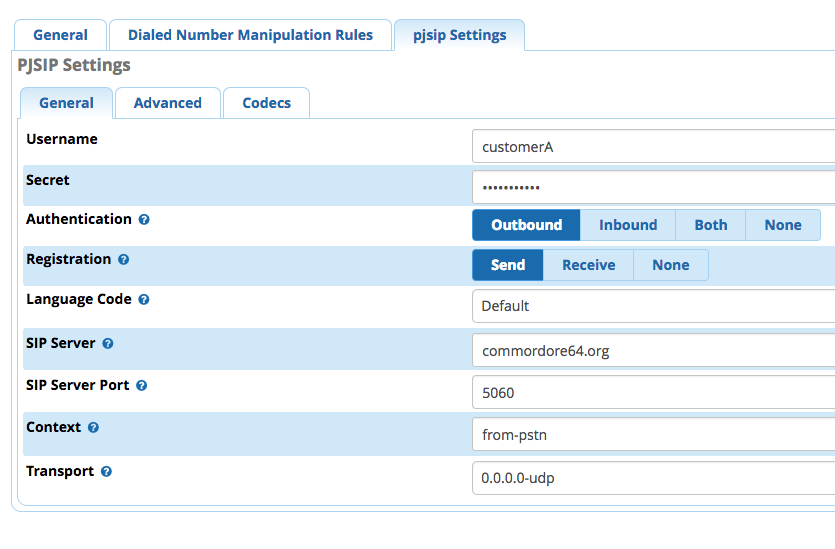 General Dialed Number Manipulation Rules pjsip Settings
PJSIP Settings
General Advanced Codecs
Username customerA
Secret •••••••••••
Authentication Outbound Inbound Both None
Registration Send Receive None
Language Code Default
SIP Server commordore64.org
SIP Server Port 5060
Context from-pstn
Transport 0.0.0.0-udp